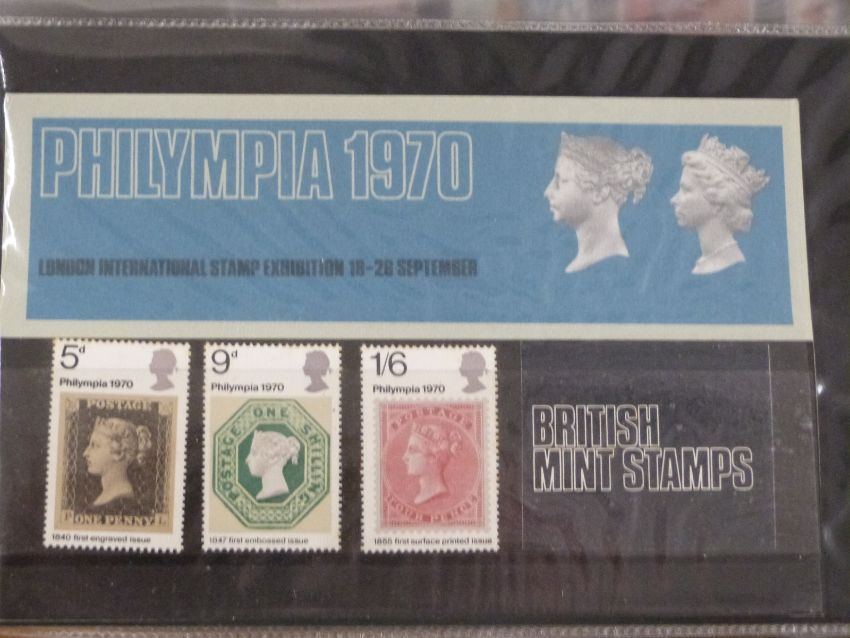 PHILYMPIA 1970
LONDON INTERNATIONAL STAMP EXHIBITION 18-26 SEPTEMBER
5d
Philympia 1970
POSTAGE
P ONE PENNY L
1840 first engraved issue
9d
Philympia 1970
POSTAGE ONE SHILLING
1847 first embossed issue
1/6
Philympia 1970
POSTAGE
FOUR PENCE
1855 first surface printed issue
BRITISH
MINT STAMPS